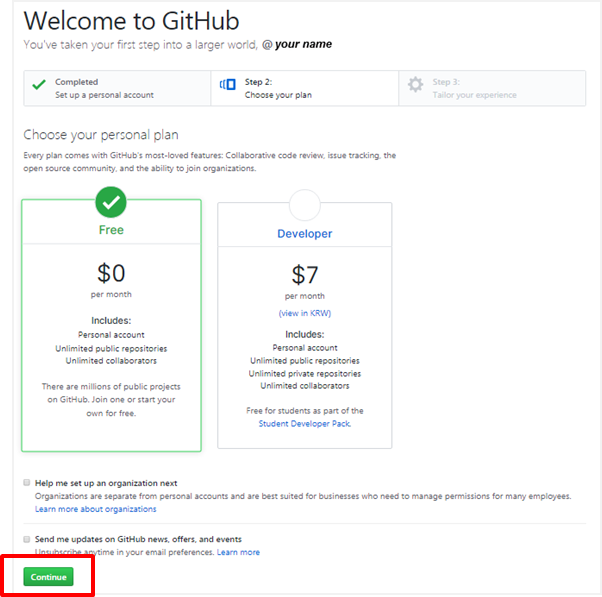 Welcome to GitHub
You've taken your first step into a larger world, @ your name
Completed
Set up a personal account
Step 2:
Choose your plan
Step 3:
Tailor your experience
Choose your personal plan
Every plan comes with GitHub's most-loved features: Collaborative code review, issue tracking, the
open source community, and the ability to join organizations.
Free
$0
per month
Includes:
Personal account
Unlimited public repositories
Unlimited collaborators
There are millions of public projects
on GitHub. Join one or start your
own for free.
Developer
$7
per month
(view in KRW)
Includes:
Personal account
Unlimited public repositories
Unlimited private repositories
Unlimited collaborators
Free for students as part of the
Student Developer Pack.
Help me set up an organization next
Organizations are separate from personal accounts and are best suited for businesses who need to manage permissions for many employees.
Learn more about organizations
Send me updates on GitHub news, offers, and events
Unsubscribe anytime in your email preferences. Learn more
Continue